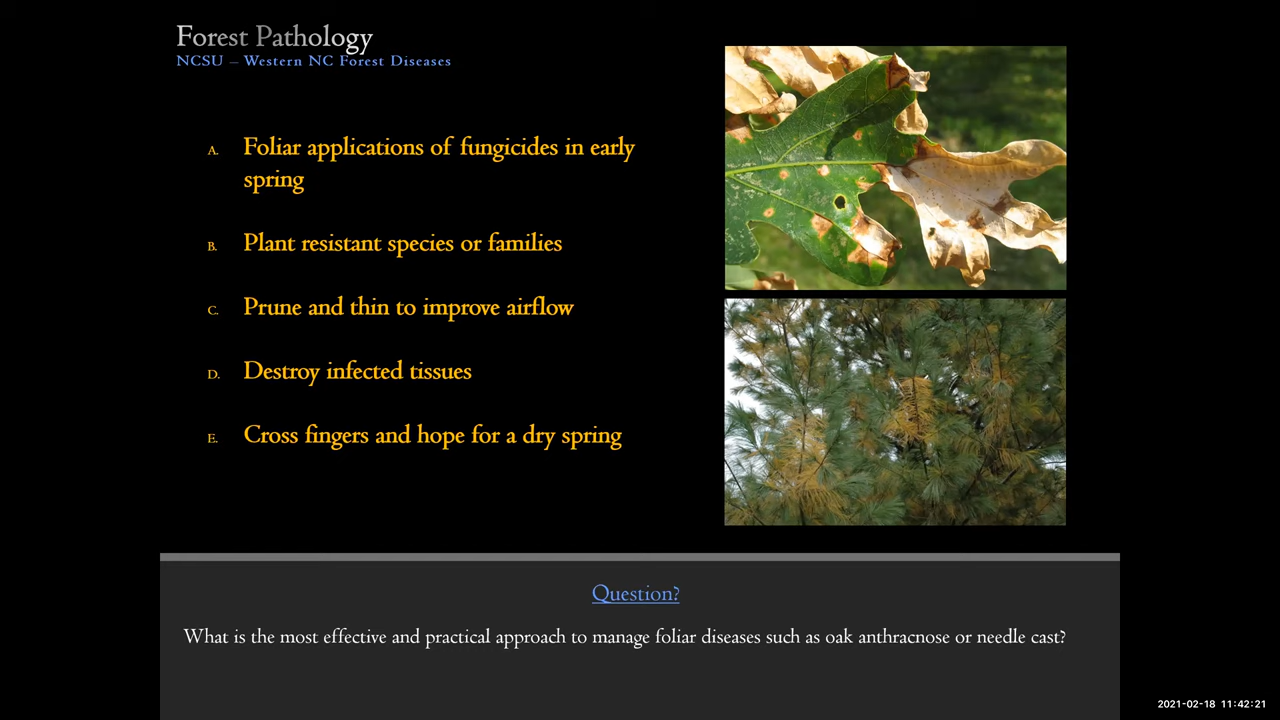 Forest Pathology
NCSU – Western NC Forest Diseases
A. Foliar applications of fungicides in early
spring
B. Plant resistant species or families
C. Prune and thin to improve airflow
D. Destroy infected tissues
E. Cross fingers and hope for a dry spring
Question?
What is the most effective and practical approach to manage foliar diseases such as oak anthracnose or needle cast?
2021-02-18 11:42:21